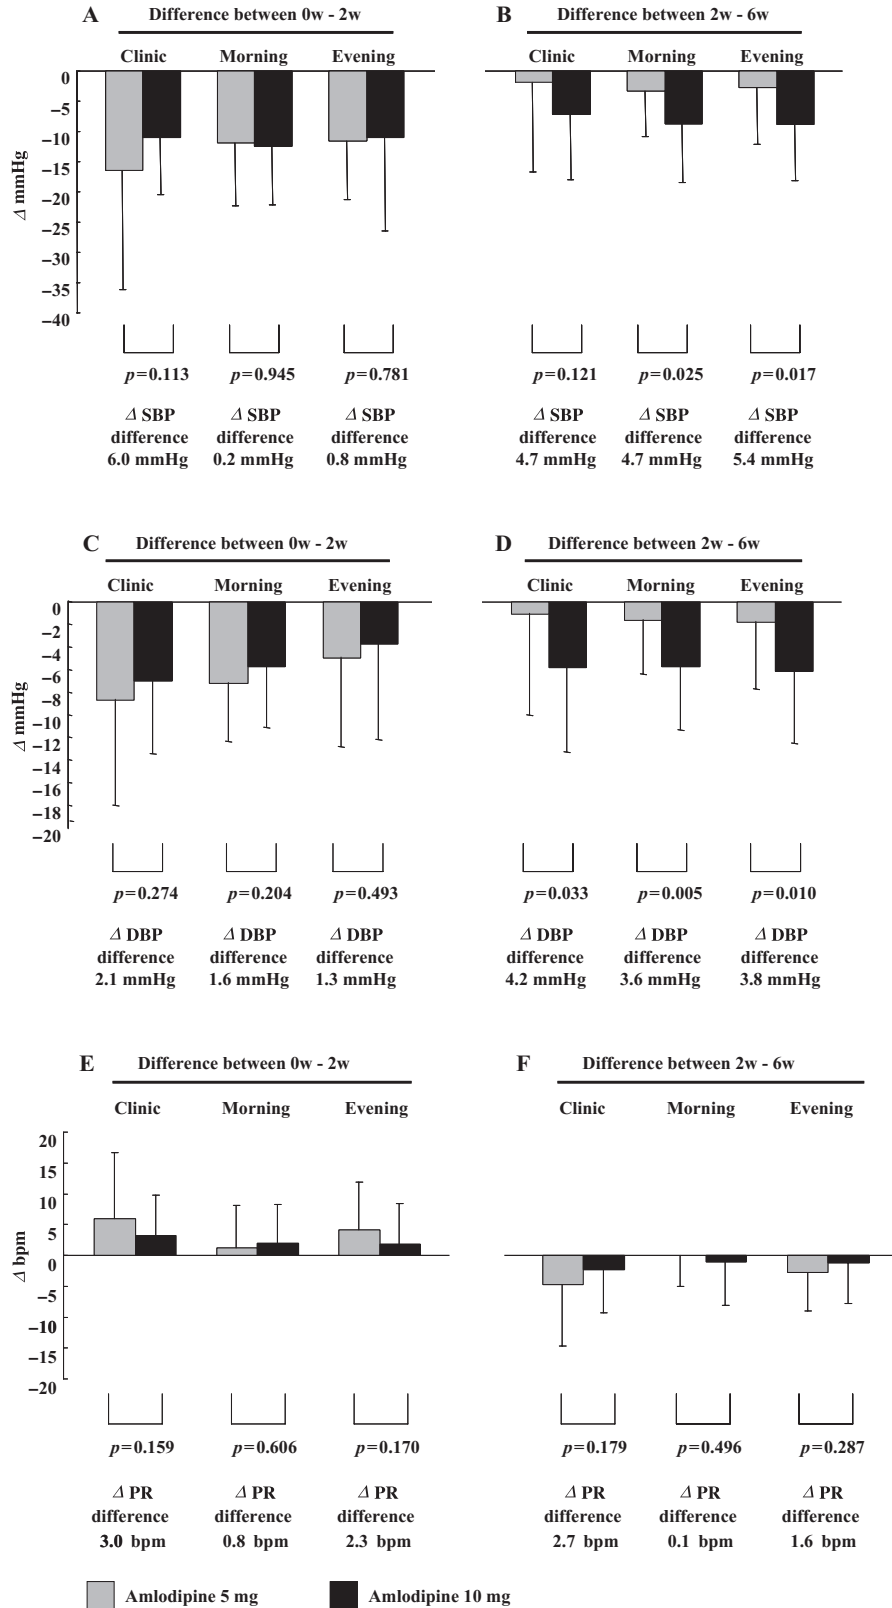 A Difference between 0w - 2w
Clinic Morning Evening
0
−5
−10
−15
−20
−25
−30
−35
−40
Δ mmHg
p=0.113 p=0.945 p=0.781
Δ SBP Δ SBP Δ SBP
difference difference difference
6.0 mmHg 0.2 mmHg 0.8 mmHg
B Difference between 2w - 6w
Clinic Morning Evening
p=0.121 p=0.025 p=0.017
Δ SBP Δ SBP Δ SBP
difference difference difference
4.7 mmHg 4.7 mmHg 5.4 mmHg
C Difference between 0w - 2w
Clinic Morning Evening
0
−2
−4
−6
−8
−10
−12
−14
−16
−18
−20
Δ mmHg
p=0.274 p=0.204 p=0.493
Δ DBP Δ DBP Δ DBP
difference difference difference
2.1 mmHg 1.6 mmHg 1.3 mmHg
D Difference between 2w - 6w
Clinic Morning Evening
p=0.033 p=0.005 p=0.010
Δ DBP Δ DBP Δ DBP
difference difference difference
4.2 mmHg 3.6 mmHg 3.8 mmHg
E Difference between 0w - 2w
Clinic Morning Evening
20
15
10
5
0
−5
−10
−15
−20
Δ bpm
p=0.159 p=0.606 p=0.170
Δ PR Δ PR Δ PR
difference difference difference
3.0 bpm 0.8 bpm 2.3 bpm
F Difference between 2w - 6w
Clinic Morning Evening
p=0.179 p=0.496 p=0.287
Δ PR Δ PR Δ PR
difference difference difference
2.7 bpm 0.1 bpm 1.6 bpm
Amlodipine 5 mg Amlodipine 10 mg